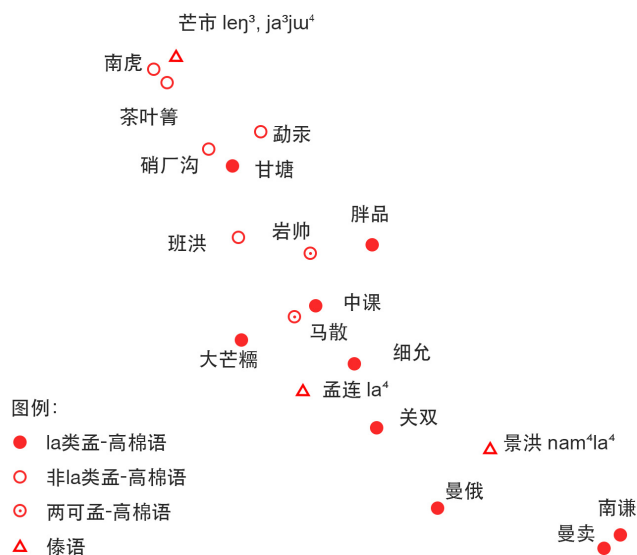 芒市 leŋ³, ja³jɯ⁴
南虎
茶叶箐
勐汞
硝厂沟
甘塘
胖品
岩帅
班洪
中课
马散
大芒糯
细允
孟连 la⁴
图例：
关双
la类孟-高棉语
景洪 nam⁴la⁴
非la类孟-高棉语
曼俄
两可孟-高棉语
南谦
曼卖
傣语